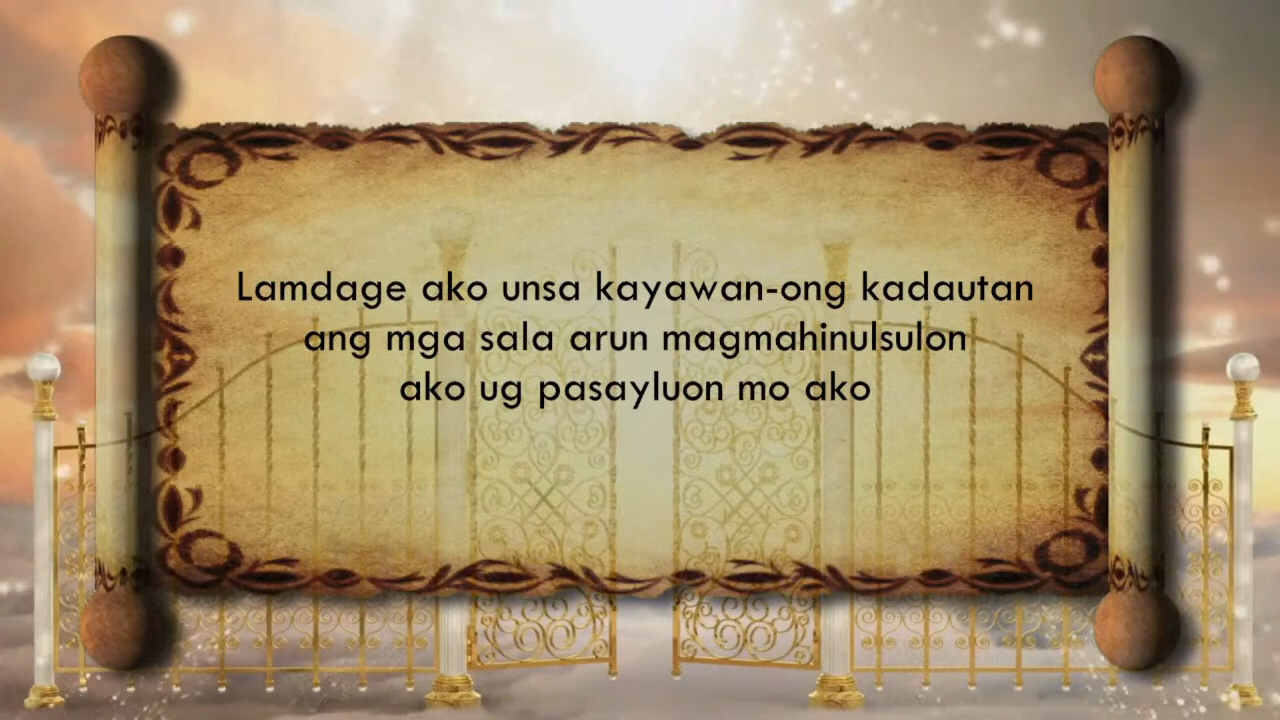 Lamdage ako unsa kayawan-ong kadautan
ang mga sala arun magmahinulsulon
ako ug pasayluon mo ako